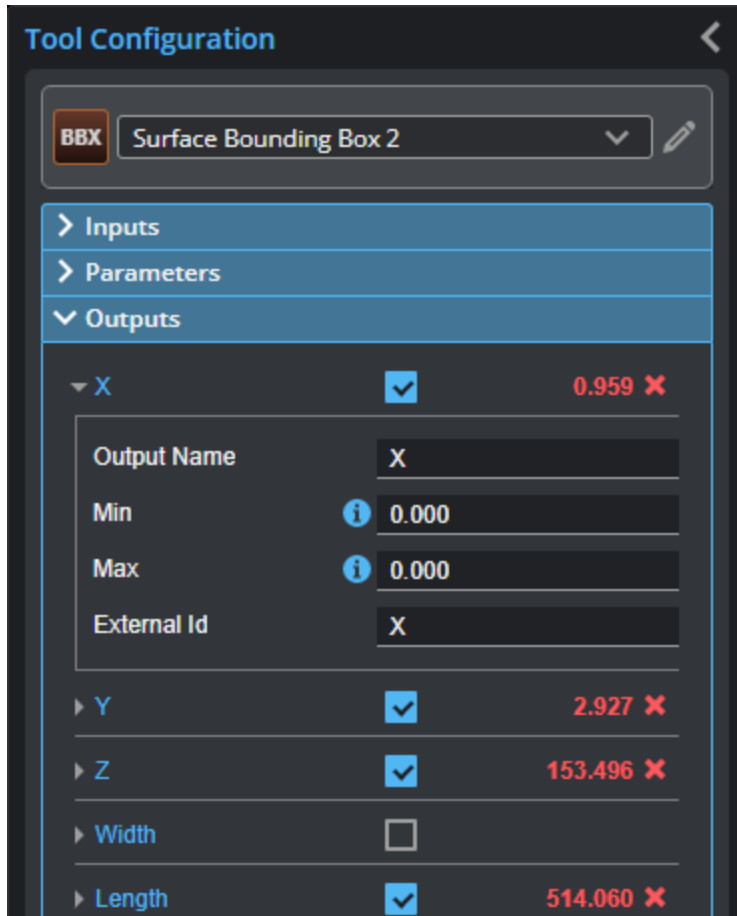 Tool Configuration
BBX Surface Bounding Box 2
Inputs
Parameters
Outputs
X 0.959
Output Name X
Min 0.000
Max 0.000
External Id X
Y 2.927
Z 153.496
Width
Length 514.060